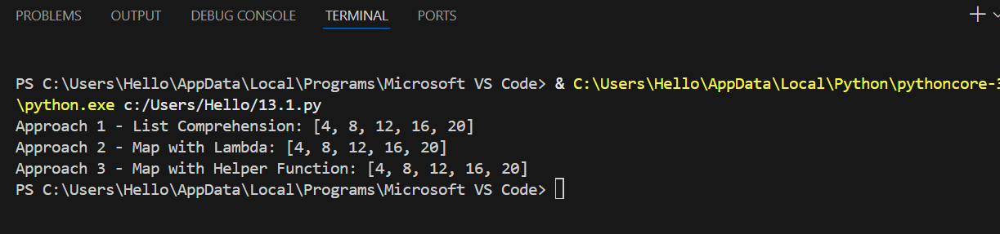 PROBLEMS OUTPUT DEBUG CONSOLE TERMINAL PORTS
PS C:\Users\Hello\AppData\Local\Programs\Microsoft VS Code> & C:\Users\Hello\AppData\Local\Python\pythoncore-3
\python.exe c:/Users/Hello/13.1.py
Approach 1 - List Comprehension: [4, 8, 12, 16, 20]
Approach 2 - Map with Lambda: [4, 8, 12, 16, 20]
Approach 3 - Map with Helper Function: [4, 8, 12, 16, 20]
PS C:\Users\Hello\AppData\Local\Programs\Microsoft VS Code>